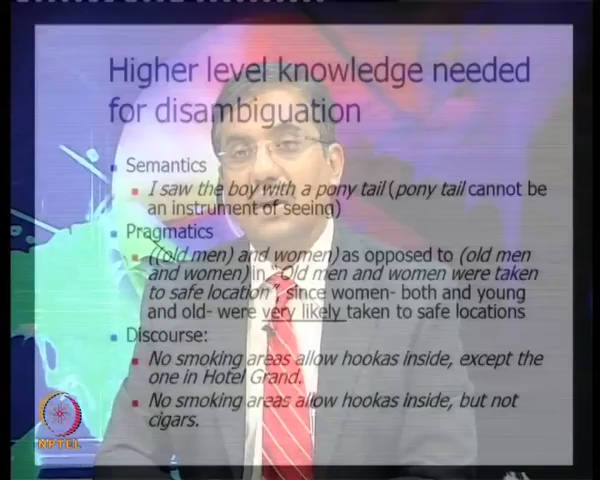 Higher level knowledge needed
for disambiguation
Semantics
I saw the boy with a pony tail (pony tail cannot be
an instrument of seeing)
Pragmatics
((old men) and women) as opposed to (old men
and women) in "Old men and women were taken
to safe location", since women- both and young
and old- were very likely taken to safe locations
Discourse:
No smoking areas allow hookas inside, except the
one in Hotel Grand.
No smoking areas allow hookas inside, but not
cigars.
NPTEL